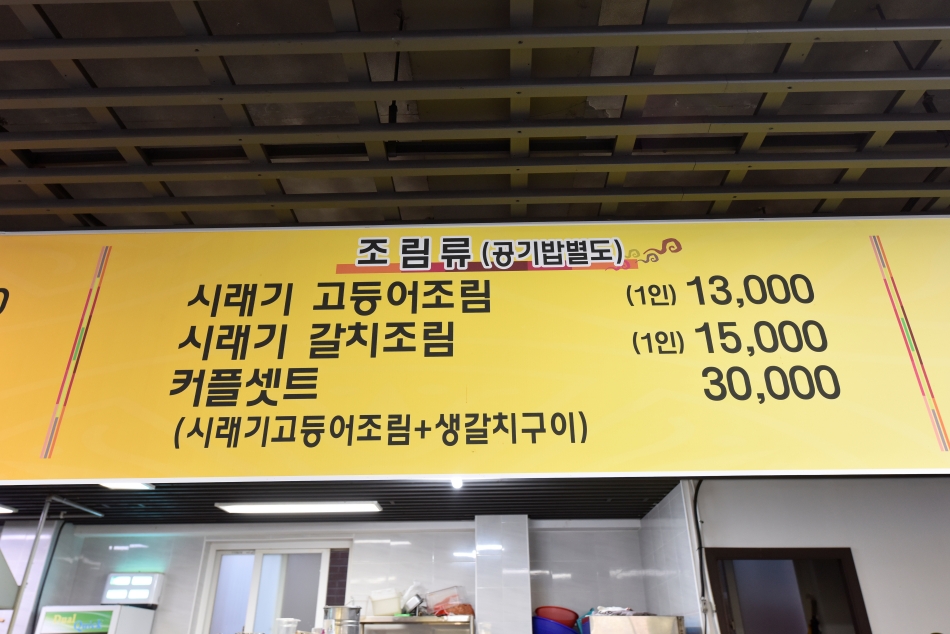 조림류 (공기밥별도)
시래기 고등어조림 (1인) 13,000
시래기 갈치조림 (1인) 15,000
커플셋트 30,000
(시래기고등어조림+생갈치구이)